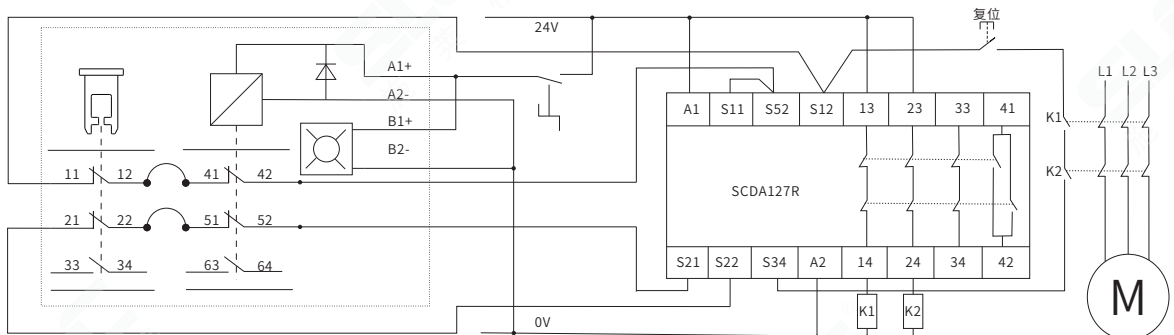 24V
复位
A1+
A2-
B1+
B2-
11 12 41 42
21 22 51 52
33 34 63 64
A1 S11 S52 S12 13 23 33 41
SCDA127R
S21 S22 S34 A2 14 24 34 42
K1 K2
0V
K1
K2
L1 L2 L3
M